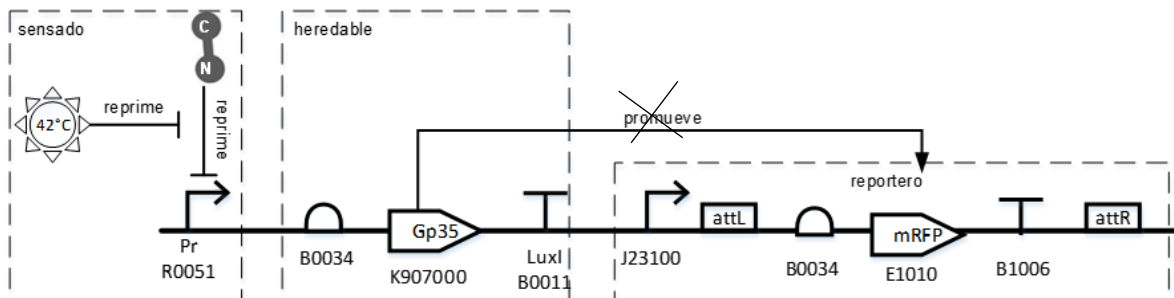 sensado
C
N
heredable
42°C
reprime
reprime
promueve
reportero
Gp35
attL
mRFP
attR
Pr
R0051
B0034
K907000
LuxI
B0011
J23100
B0034
E1010
B1006